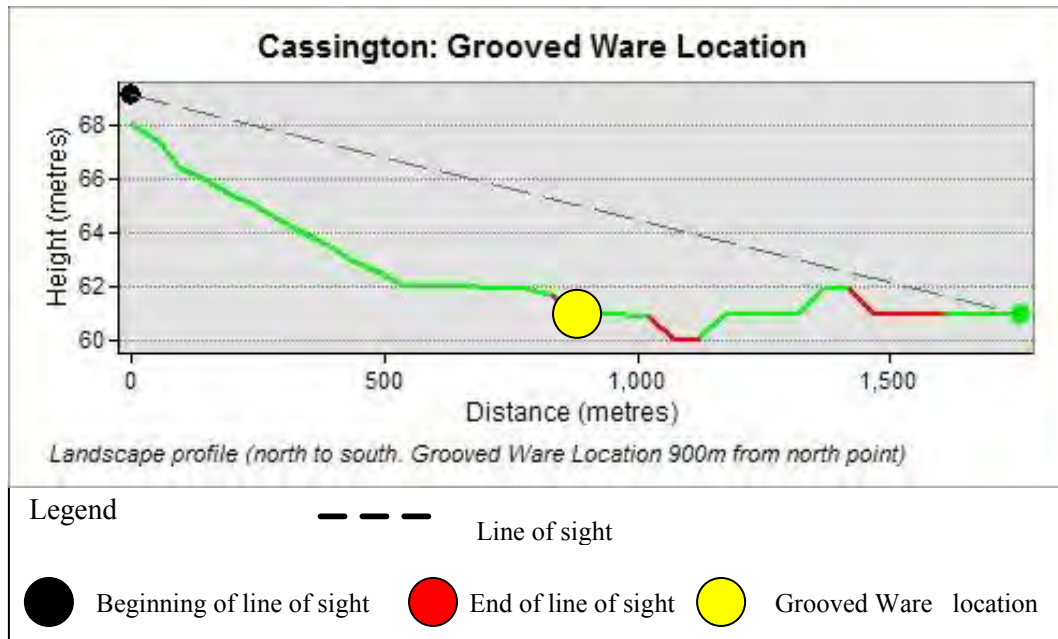 Cassington: Grooved Ware Location
Height (metres)
68
66
64
62
60
0 500 1,000 1,500
Distance (metres)
Landscape profile (north to south. Grooved Ware Location 900m from north point)
Legend
Line of sight
Beginning of line of sight End of line of sight Grooved Ware location